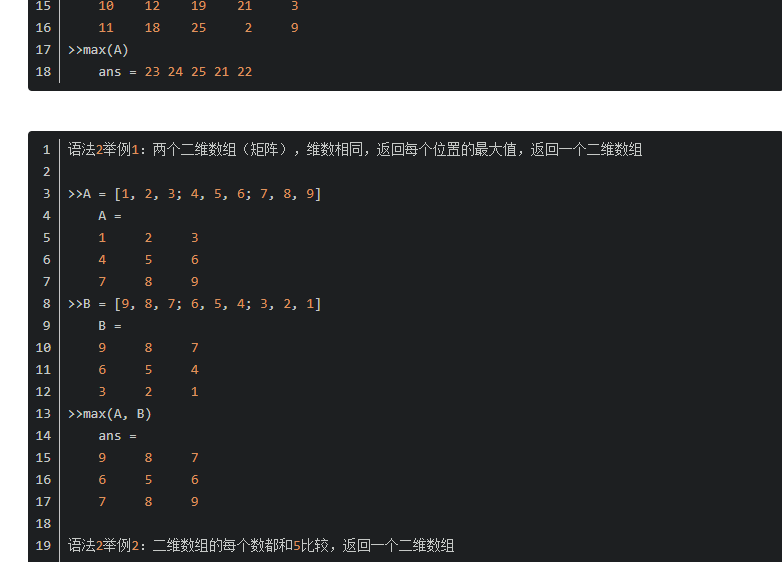 15 10 12 19 21 3
16 11 18 25 2 9
17 >>max(A)
18 ans = 23 24 25 21 22
1 语法2举例1：两个二维数组（矩阵），维数相同，返回每个位置的最大值，返回一个二维数组
2
3 >>A = [1, 2, 3; 4, 5, 6; 7, 8, 9]
4 A =
5 1 2 3
6 4 5 6
7 7 8 9
8 >>B = [9, 8, 7; 6, 5, 4; 3, 2, 1]
9 B =
10 9 8 7
11 6 5 4
12 3 2 1
13 >>max(A, B)
14 ans =
15 9 8 7
16 6 5 6
17 7 8 9
18
19 语法2举例2：二维数组的每个数都和5比较，返回一个二维数组